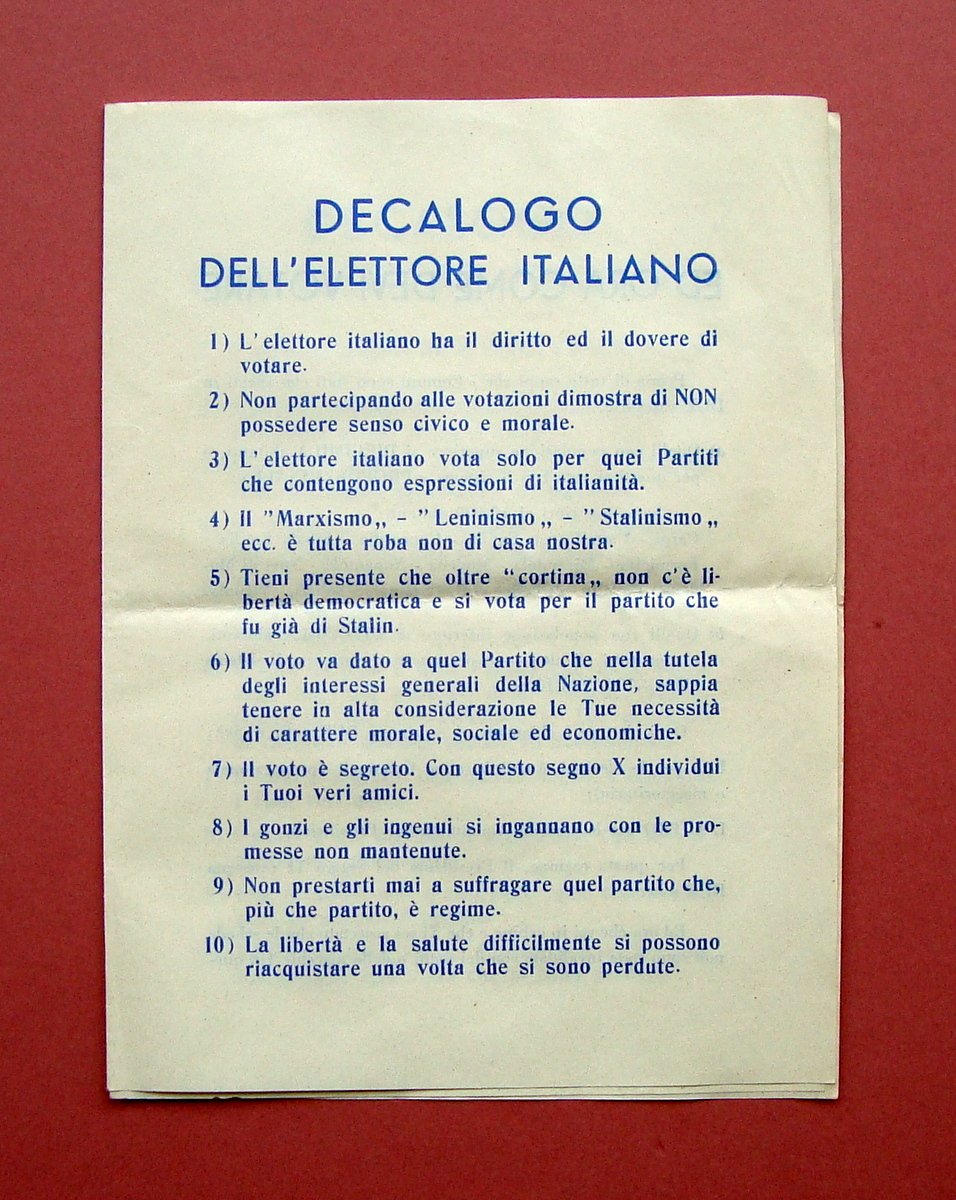 DECALOGO
DELL'ELETTORE ITALIANO
1) L'elettore italiano ha il diritto ed il dovere di
votare.
2) Non partecipando alle votazioni dimostra di NON
possedere senso civico e morale.
3) L'elettore italiano vota solo per quei Partiti
che contengono espressioni di italianità.
4) Il "Marxismo„ - "Leninismo„ - "Stalinismo„
ecc. è tutta roba non di casa nostra.
5) Tieni presente che oltre “cortina„ non c'è li-
bertà democratica e si vota per il partito che
fu già di Stalin.
6) Il voto va dato a quel Partito che nella tutela
degli interessi generali della Nazione, sappia
tenere in alta considerazione le Tue necessità
di carattere morale, sociale ed economiche.
7) Il voto è segreto. Con questo segno X individui
i Tuoi veri amici.
8) I gonzi e gli ingenui si ingannano con le pro-
messe non mantenute.
9) Non prestarti mai a suffragare quel partito che,
più che partito, è regime.
10) La libertà e la salute difficilmente si possono
riacquistare una volta che si sono perdute.